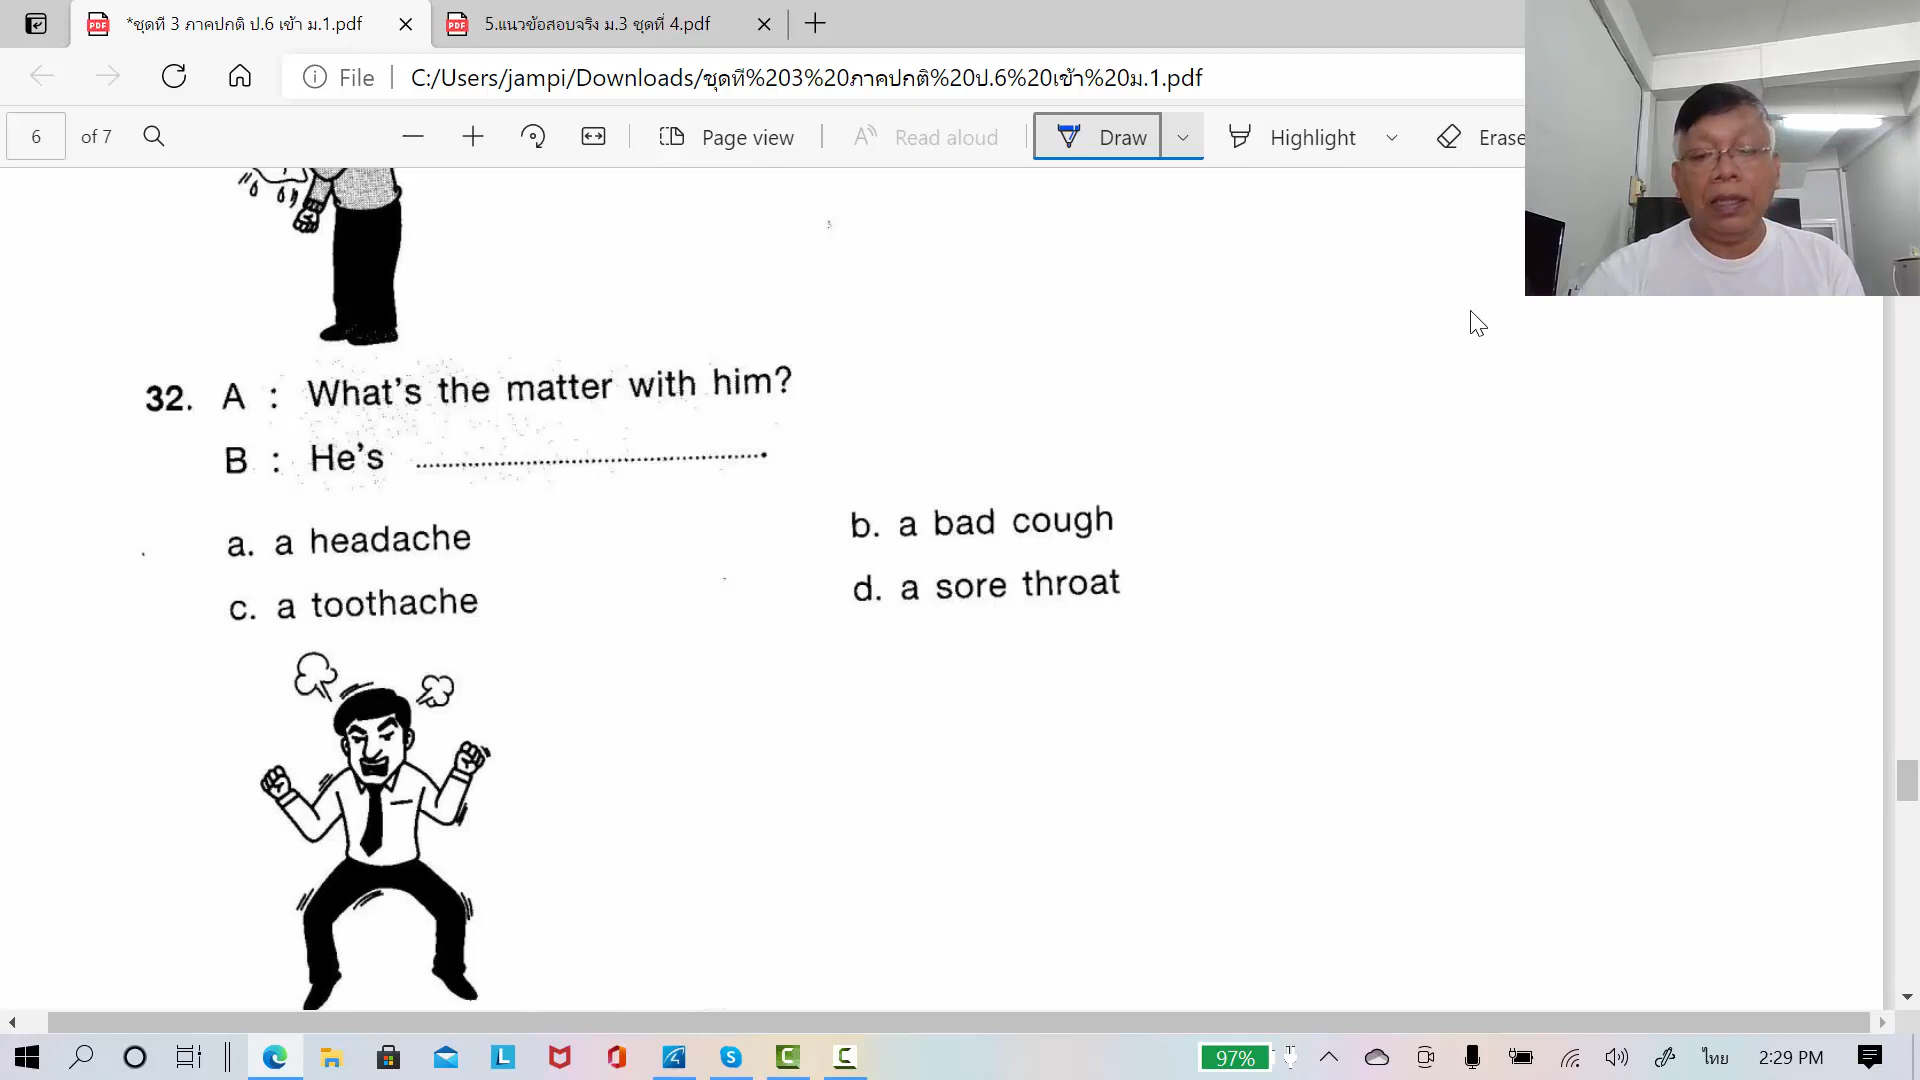 *ชุดที่ 3 ภาคปกติ ป.6 เข้า ม.1.pdf
5.แนวข้อสอบจริง ม.3 ชุดที่ 4.pdf
File
C:/Users/jampi/Downloads/ชุดที่%203%20ภาคปกติ%20ป.6%20เข้า%20ม.1.pdf
6 of 7
Page view
Read aloud
Draw
Highlight
Erase
32. A : What's the matter with him?
B : He's ........................................
a. a headache
b. a bad cough
c. a toothache
d. a sore throat
97%
ไทย
2:29 PM